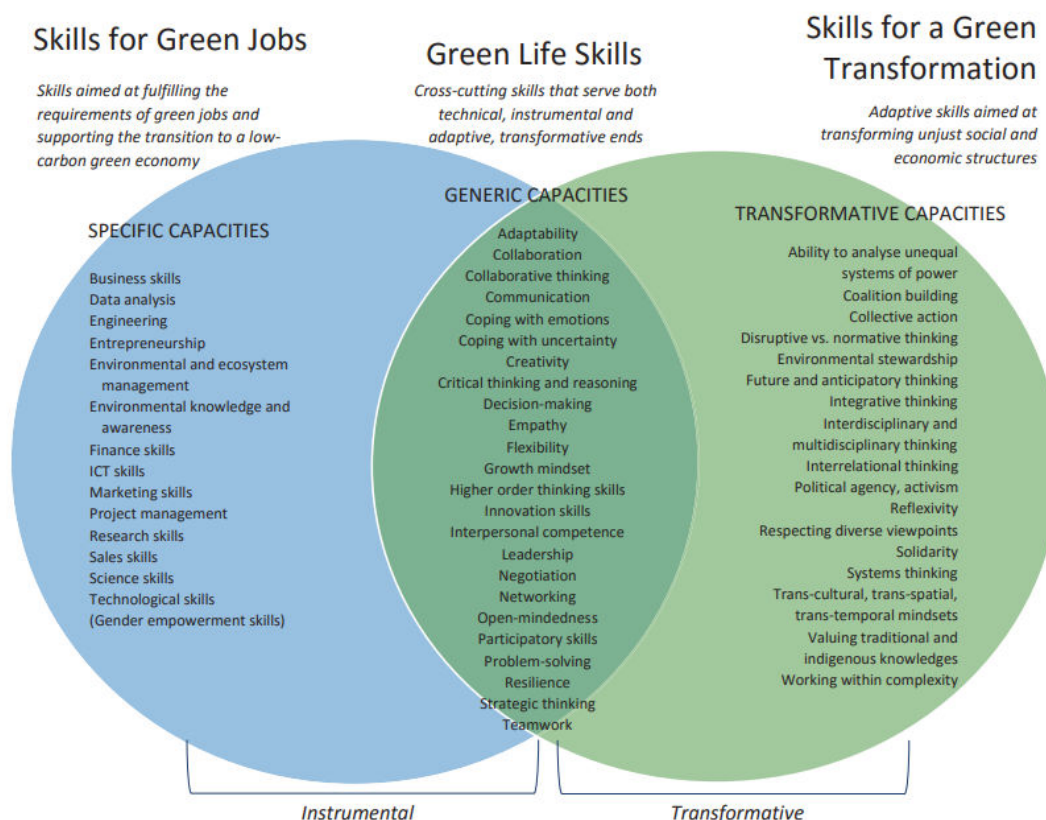 Skills for Green Jobs
Skills aimed at fulfilling the
requirements of green jobs and
supporting the transition to a low-
carbon green economy
Green Life Skills
Cross-cutting skills that serve both
technical, instrumental and
adaptive, transformative ends
Skills for a Green
Transformation
Adaptive skills aimed at
transforming unjust social and
economic structures
SPECIFIC CAPACITIES
Business skills
Data analysis
Engineering
Entrepreneurship
Environmental and ecosystem
management
Environmental knowledge and
awareness
Finance skills
ICT skills
Marketing skills
Project management
Research skills
Sales skills
Science skills
Technological skills
(Gender empowerment skills)
GENERIC CAPACITIES
Adaptability
Collaboration
Collaborative thinking
Communication
Coping with emotions
Coping with uncertainty
Creativity
Critical thinking and reasoning
Decision-making
Empathy
Flexibility
Growth mindset
Higher order thinking skills
Innovation skills
Interpersonal competence
Leadership
Negotiation
Networking
Open-mindedness
Participatory skills
Problem-solving
Resilience
Strategic thinking
Teamwork
TRANSFORMATIVE CAPACITIES
Ability to analyse unequal
systems of power
Coalition building
Collective action
Disruptive vs. normative thinking
Environmental stewardship
Future and anticipatory thinking
Integrative thinking
Interdisciplinary and
multidisciplinary thinking
Interrelational thinking
Political agency, activism
Reflexivity
Respecting diverse viewpoints
Solidarity
Systems thinking
Trans-cultural, trans-spatial,
trans-temporal mindsets
Valuing traditional and
indigenous knowledges
Working within complexity
Instrumental
Transformative